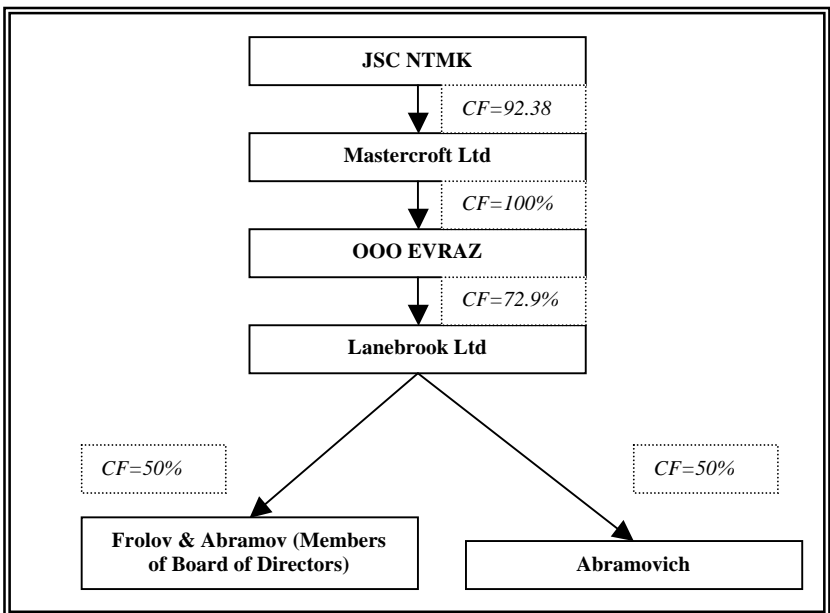 JSC NTMK
CF=92.38
Mastercroft Ltd
CF=100%
OOO EVRAZ
CF=72.9%
Lanebrook Ltd
CF=50%
CF=50%
Frolov & Abramov (Members
of Board of Directors)
Abramovich